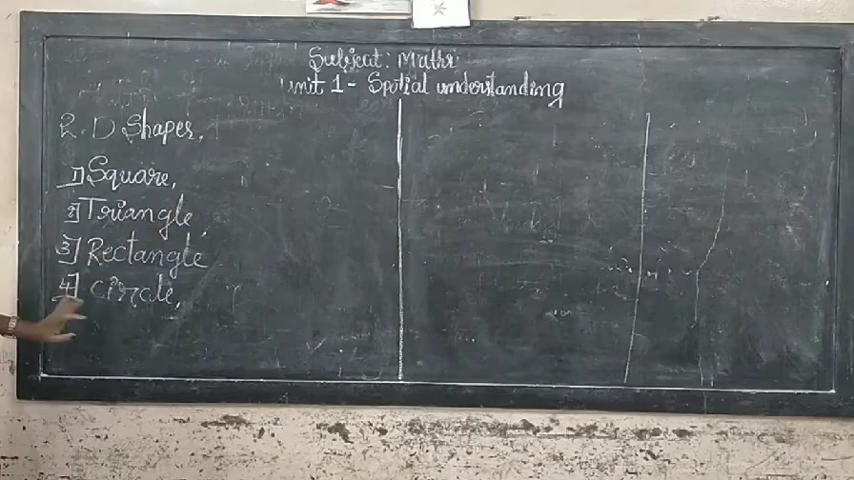 Subject: Maths
Unit 1 - Spatial understanding
2.D Shapes,
1] Square,
2] Triangle,
3] Rectangle
4] Circle,